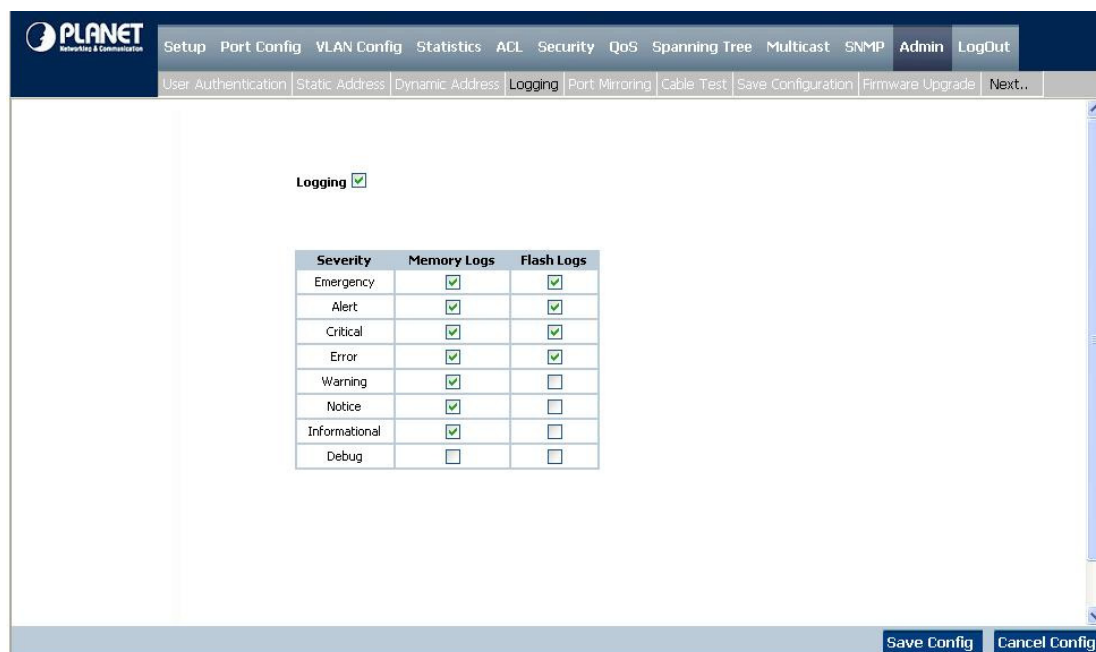 PLANET
Networking & Communication
Setup Port Config VLAN Config Statistics ACL Security QoS Spanning Tree Multicast SNMP Admin LogOut
User Authentication Static Address Dynamic Address Logging Port Mirroring Cable Test Save Configuration Firmware Upgrade Next..
Logging
Severity Memory Logs Flash Logs
Emergency
Alert
Critical
Error
Warning
Notice
Informational
Debug
Save Config Cancel Config